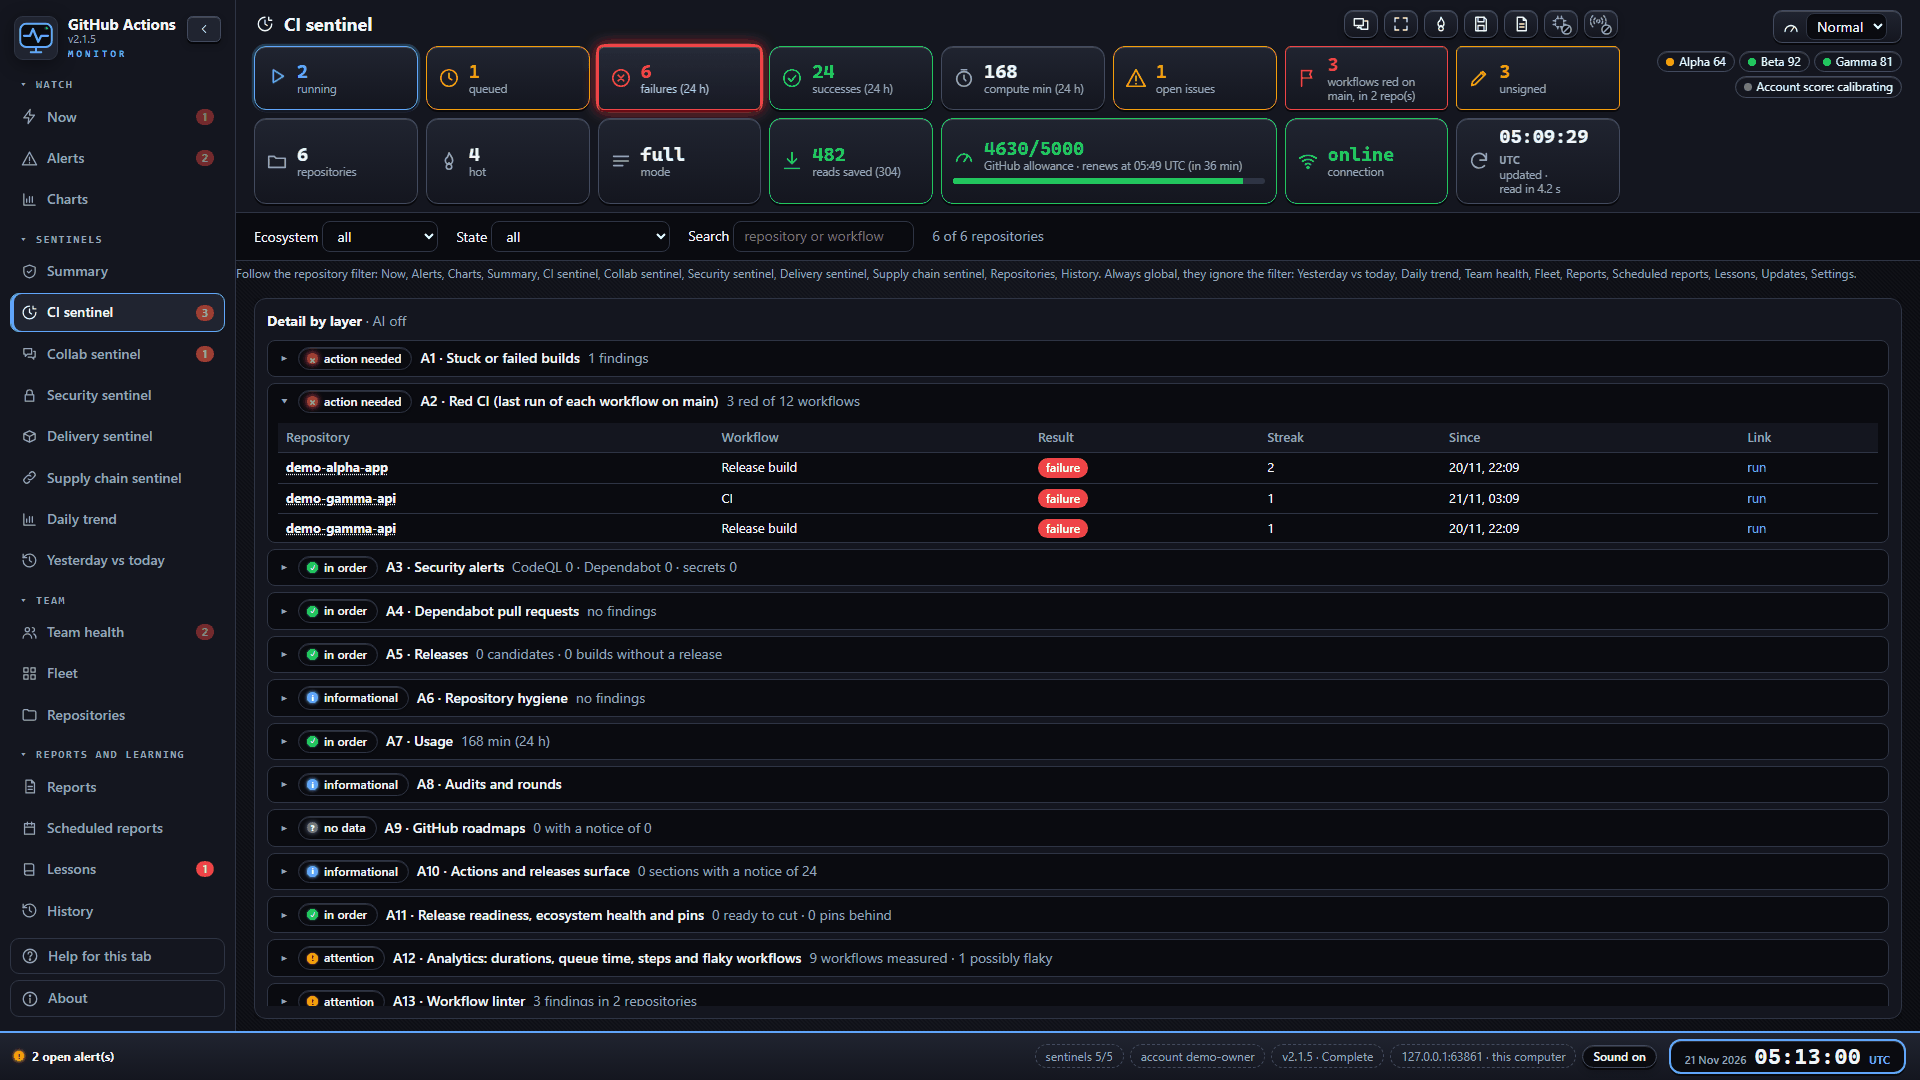 GitHub Actions
v2.1.5
MONITOR
WATCH
Now 1
Alerts 2
Charts
SENTINELS
Summary
CI sentinel 3
Collab sentinel 1
Security sentinel
Delivery sentinel
Supply chain sentinel
Daily trend
Yesterday vs today
TEAM
Team health 2
Fleet
Repositories
REPORTS AND LEARNING
Reports
Scheduled reports
Lessons 1
History
Help for this tab
About
CI sentinel
Normal
2
running
1
queued
6
failures (24 h)
24
successes (24 h)
168
compute min (24 h)
1
open issues
3
workflows red on
main, in 2 repo(s)
3
unsigned
Alpha 64 Beta 92 Gamma 81
Account score: calibrating
6
repositories
4
hot
full
mode
482
reads saved (304)
4630/5000
GitHub allowance · renews at 05:49 UTC (in 36 min)
online
connection
05:09:29
UTC
updated ·
read in 4.2 s
Ecosystem all State all Search repository or workflow 6 of 6 repositories
Follow the repository filter: Now, Alerts, Charts, Summary, CI sentinel, Collab sentinel, Security sentinel, Delivery sentinel, Supply chain sentinel, Repositories, History. Always global, they ignore the filter: Yesterday vs today, Daily trend, Team health, Fleet, Reports, Scheduled reports, Lessons, Updates, Settings.
Detail by layer · AI off
action needed A1 · Stuck or failed builds 1 findings
action needed A2 · Red CI (last run of each workflow on main) 3 red of 12 workflows
Repository Workflow Result Streak Since Link
demo-alpha-app Release build failure 2 20/11, 22:09 run
demo-gamma-api CI failure 1 21/11, 03:09 run
demo-gamma-api Release build failure 1 20/11, 22:09 run
in order A3 · Security alerts CodeQL 0 · Dependabot 0 · secrets 0
in order A4 · Dependabot pull requests no findings
in order A5 · Releases 0 candidates · 0 builds without a release
informational A6 · Repository hygiene no findings
in order A7 · Usage 168 min (24 h)
informational A8 · Audits and rounds
no data A9 · GitHub roadmaps 0 with a notice of 0
informational A10 · Actions and releases surface 0 sections with a notice of 24
in order A11 · Release readiness, ecosystem health and pins 0 ready to cut · 0 pins behind
attention A12 · Analytics: durations, queue time, steps and flaky workflows 9 workflows measured · 1 possibly flaky
attention A13 · Workflow linter 3 findings in 2 repositories
2 open alert(s)
sentinels 5/5 account demo-owner v2.1.5 · Complete 127.0.0.1:63861 · this computer Sound on 21 Nov 2026 05:13:00 UTC